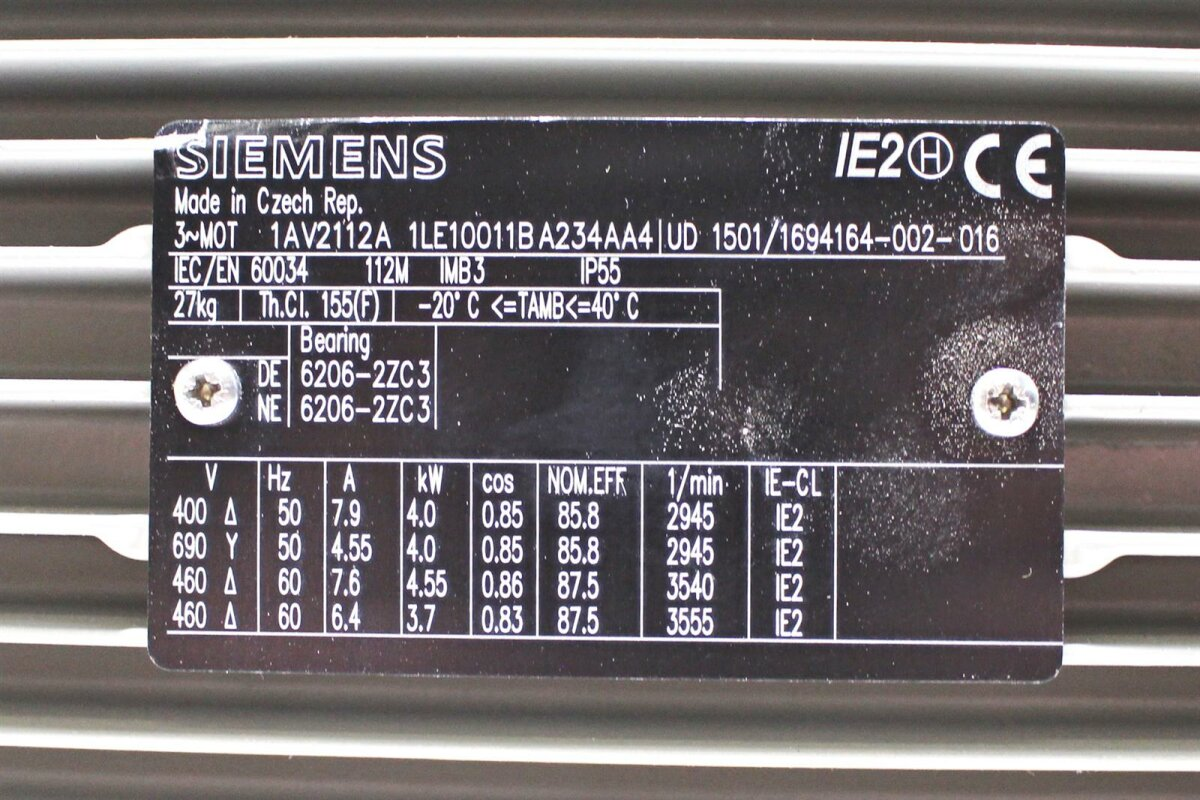 SIEMENS IE2 H CE
Made in Czech Rep.
3~MOT 1AV2112A 1LE10011BA234AA4 UD 1501/1694164-002-016
IEC/EN 60034 112M IMB3 IP55
27kg Th.Cl. 155(F) -20°C <=TAMB<=40°C
Bearing
DE 6206-2ZC3
NE 6206-2ZC3
V Hz A kW cos NOM.EFF 1/min IE-CL
400 Δ 50 7.9 4.0 0.85 85.8 2945 IE2
690 Y 50 4.55 4.0 0.85 85.8 2945 IE2
460 Δ 60 7.6 4.55 0.86 87.5 3540 IE2
460 Δ 60 6.4 3.7 0.83 87.5 3555 IE2